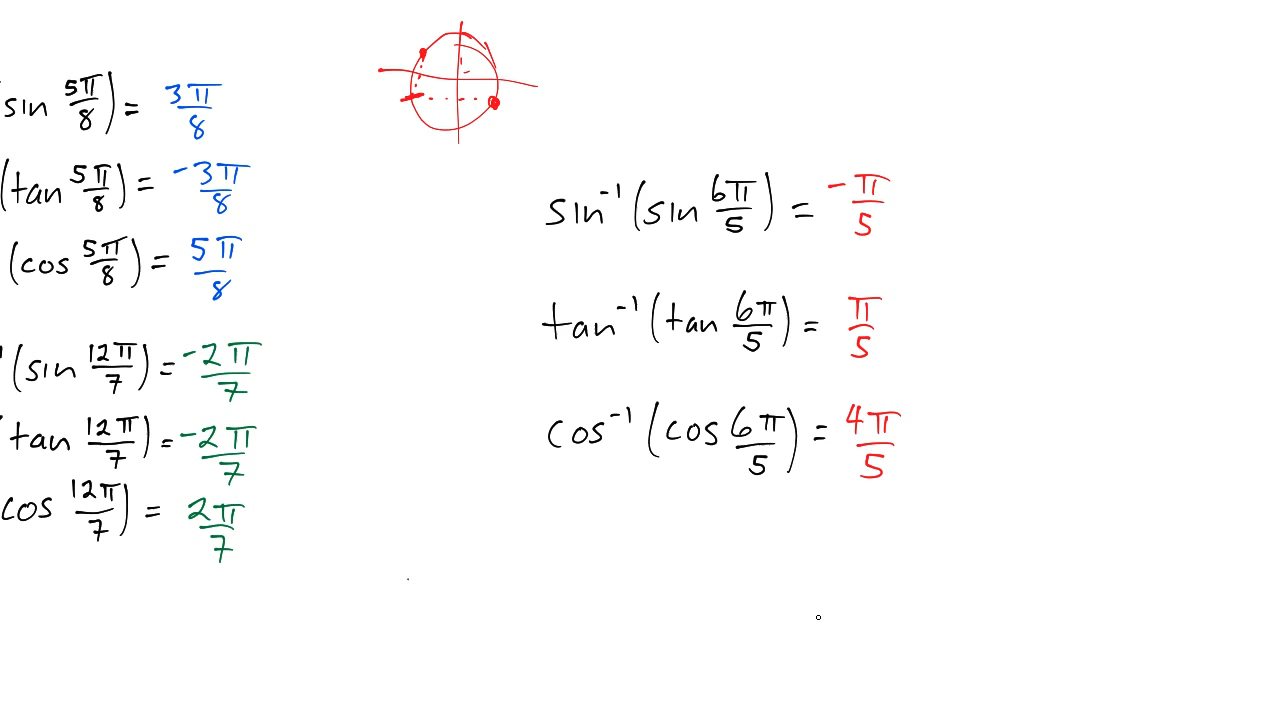 sin 5π/8) = 3π/8
(tan 5π/8) = -3π/8
(cos 5π/8) = 5π/8
(sin 12π/7) = -2π/7
tan 12π/7) = -2π/7
cos 12π/7) = 2π/7
sin⁻¹ (sin 6π/5) = -π/5
tan⁻¹ (tan 6π/5) = π/5
cos⁻¹ (cos 6π/5) = 4π/5